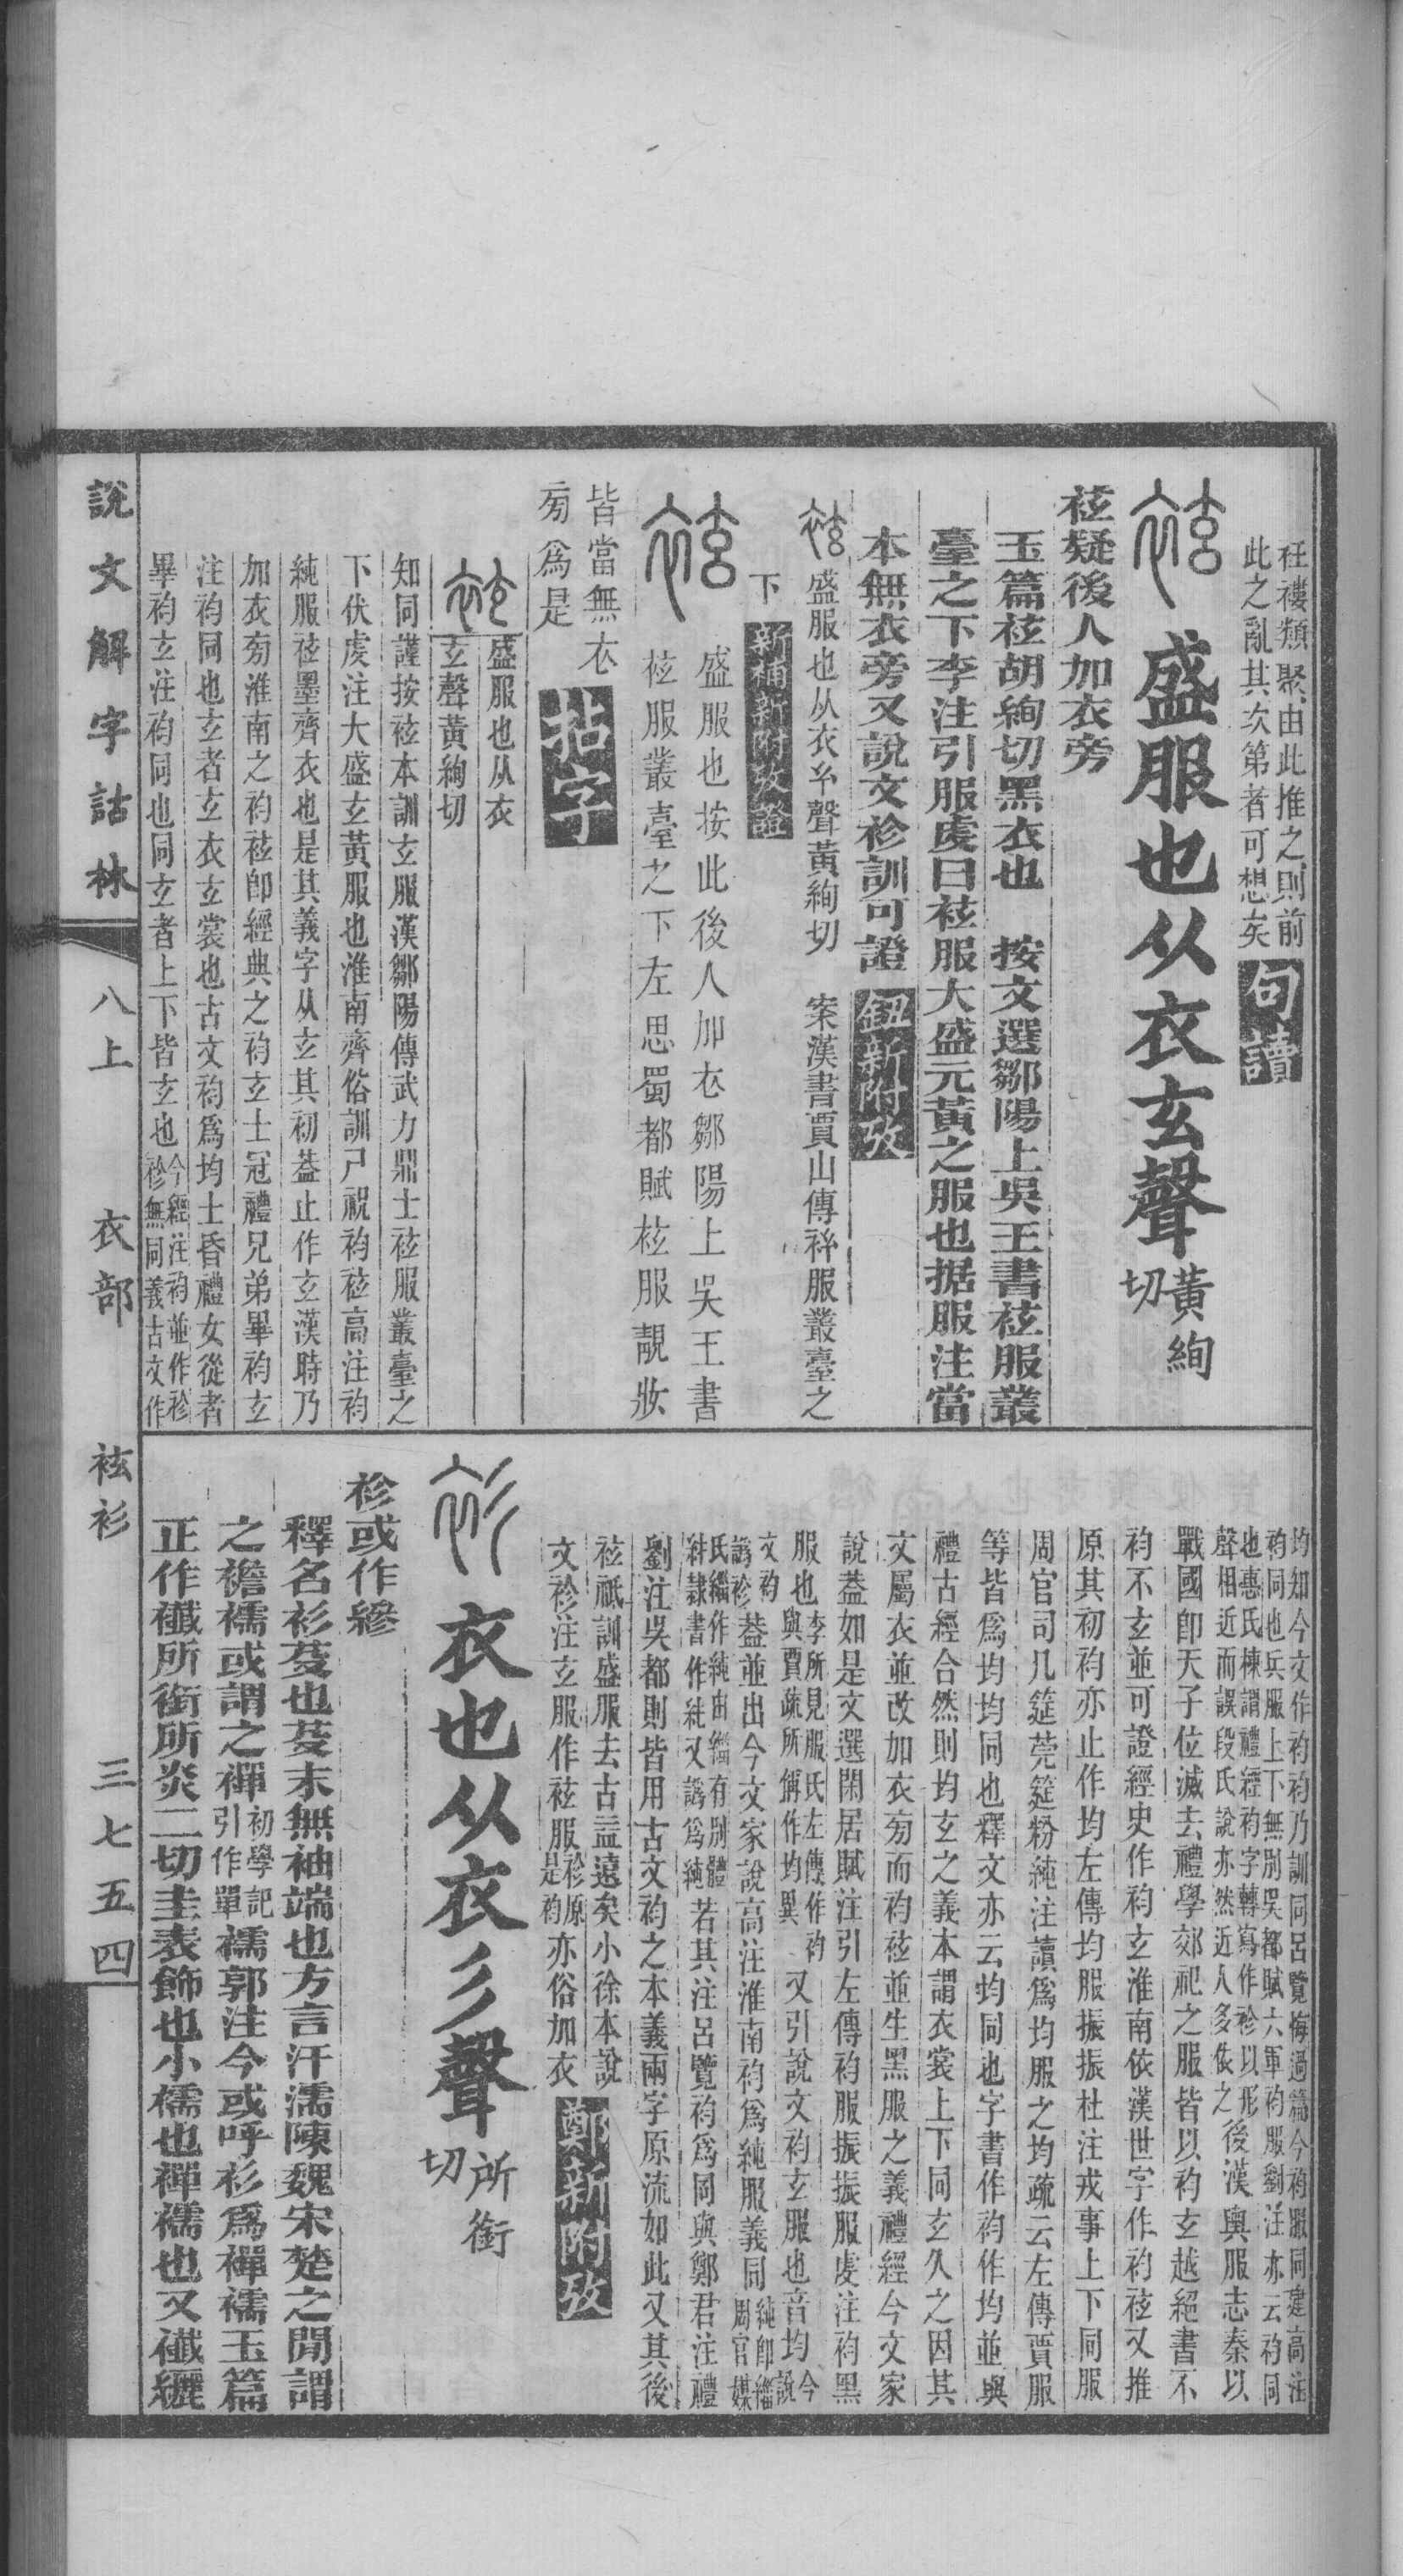 衽褸類聚由此推之則前
此之亂其次第者可想矣
句讀
盛服也从衣玄聲
黃絢
切
袨疑後人加衣旁
玉篇袨胡絢切黑衣也 按文選鄒陽上吳王書袨服叢
臺之下李注引服虔曰袨服大盛元黃之服也据服注當
本無衣旁又說文袗訓可證
鈕新附攷
盛服也从衣玄聲黃絢切 案漢書賈山傳袨服叢臺之
下
新補新附攷證
盛服也按此後人加衣鄒陽上吳王書
袨服叢臺之下左思蜀都賦袨服靚妝
皆當無衣
旁爲是
拈字
盛服也从衣
玄聲黃絢切
知同謹按袨本訓玄服漢鄒陽傳武力鼎士袨服叢臺之
下伏虔注大盛玄黃服也淮南齊俗訓尸祝袀袨高注袀
純服袨墨齊衣也是其義字从玄其初葢止作玄漢時乃
加衣旁淮南之袀袨卽經典之袀玄士冠禮兄弟畢袀玄
注袀同也玄者玄衣玄裳也古文袀爲均士昏禮女從者
畢袀玄注袀同也同玄者上下皆玄也
今經注袀並作袗
袗無同義古文作
均知今文作袀袀乃訓同呂覽悔過篇今袀服同建高注
袀同也兵服上下無別吳都賦六軍袀服劉注亦云袀同
也惠氏棟謂禮經袀字轉寫作袗以形
聲相近而誤段氏說亦然近人多依之
後漢輿服志秦以
戰國卽天子位滅去禮學郊祀之服皆以袀玄越絕書不
袀不玄並可證經史作袀玄淮南依漢世字作袀袨又推
原其初袀亦止作均左傳均服振振杜注戎事上下同服
周官司几筵莞筵粉純注讀爲均服之均疏云左傳賈服
等皆爲均均同也釋文亦云均同也字書作袀作均並與
禮古經合然則均玄之義本謂衣裳上下同玄久之因其
文屬衣並改加衣旁而袀袨並生黑服之義禮經今文家
說葢如是文選閑居賦注引左傳袀服振振服虔注袀黑
服也
李所見服氏左傳作袀
與賈疏所偁作均異
又引說文袀玄服也音均
今說
文袀
譌袗
葢並出今文家說高注淮南袀爲純服義同
純卽緇
周官媒
氏緇作純由緇有別體
紂隸書作紂又譌爲純
若其注呂覽袀爲同與鄭君注禮
劉注吳都則皆用古文袀之本義兩字原流如此又其後
袨祇訓盛服去古益遠矣小徐本說
文袗注玄服作袨服
袗原
是袀
亦俗加衣
鄭新附攷
衣也从衣彡聲
所銜
切
袗或作縿
釋名衫芟也芟末無袖端也方言汗濡陳魏宋楚之閒謂
之襜襦或謂之襌
初學記
引作單
襦郭注今或呼衫爲襌襦玉篇
正作襳所銜所炎二切圭衣飾也小襦也襌襦也又襳纚
說文解字詁林
八上
衣部
袨衫
三七五四